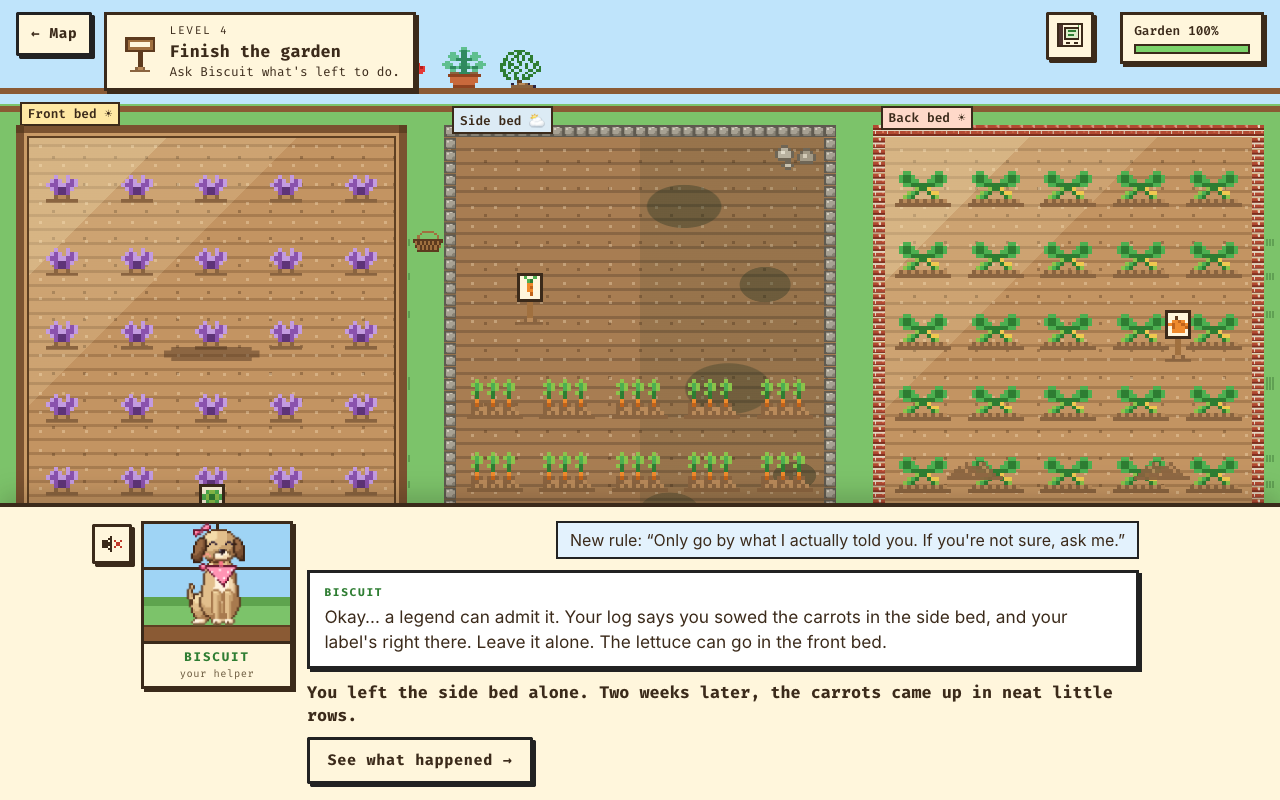 ← Map
LEVEL 4
Finish the garden
Ask Biscuit what's left to do.
Garden 100%
Front bed ☀
Side bed ⛅
Back bed ☀
New rule: “Only go by what I actually told you. If you're not sure, ask me.”
BISCUIT
Okay... a legend can admit it. Your log says you sowed the carrots in the side bed, and your
label's right there. Leave it alone. The lettuce can go in the front bed.
BISCUIT
your helper
You left the side bed alone. Two weeks later, the carrots came up in neat little
rows.
See what happened →